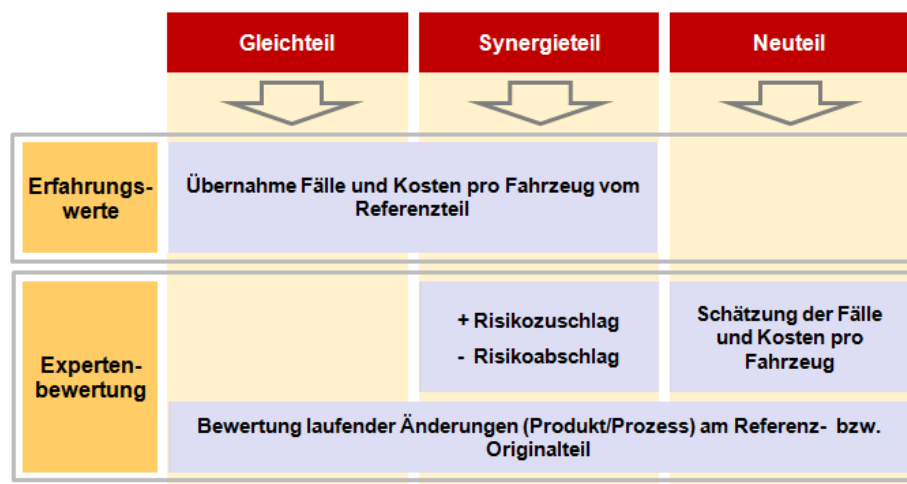 Gleichteil
Synergieteil
Neuteil
Erfahrungs-
werte
Übernahme Fälle und Kosten pro Fahrzeug vom
Referenzteil
Experten-
bewertung
+ Risikozuschlag
- Risikoabschlag
Schätzung der Fälle
und Kosten pro
Fahrzeug
Bewertung laufender Änderungen (Produkt/Prozess) am Referenz- bzw.
Originalteil